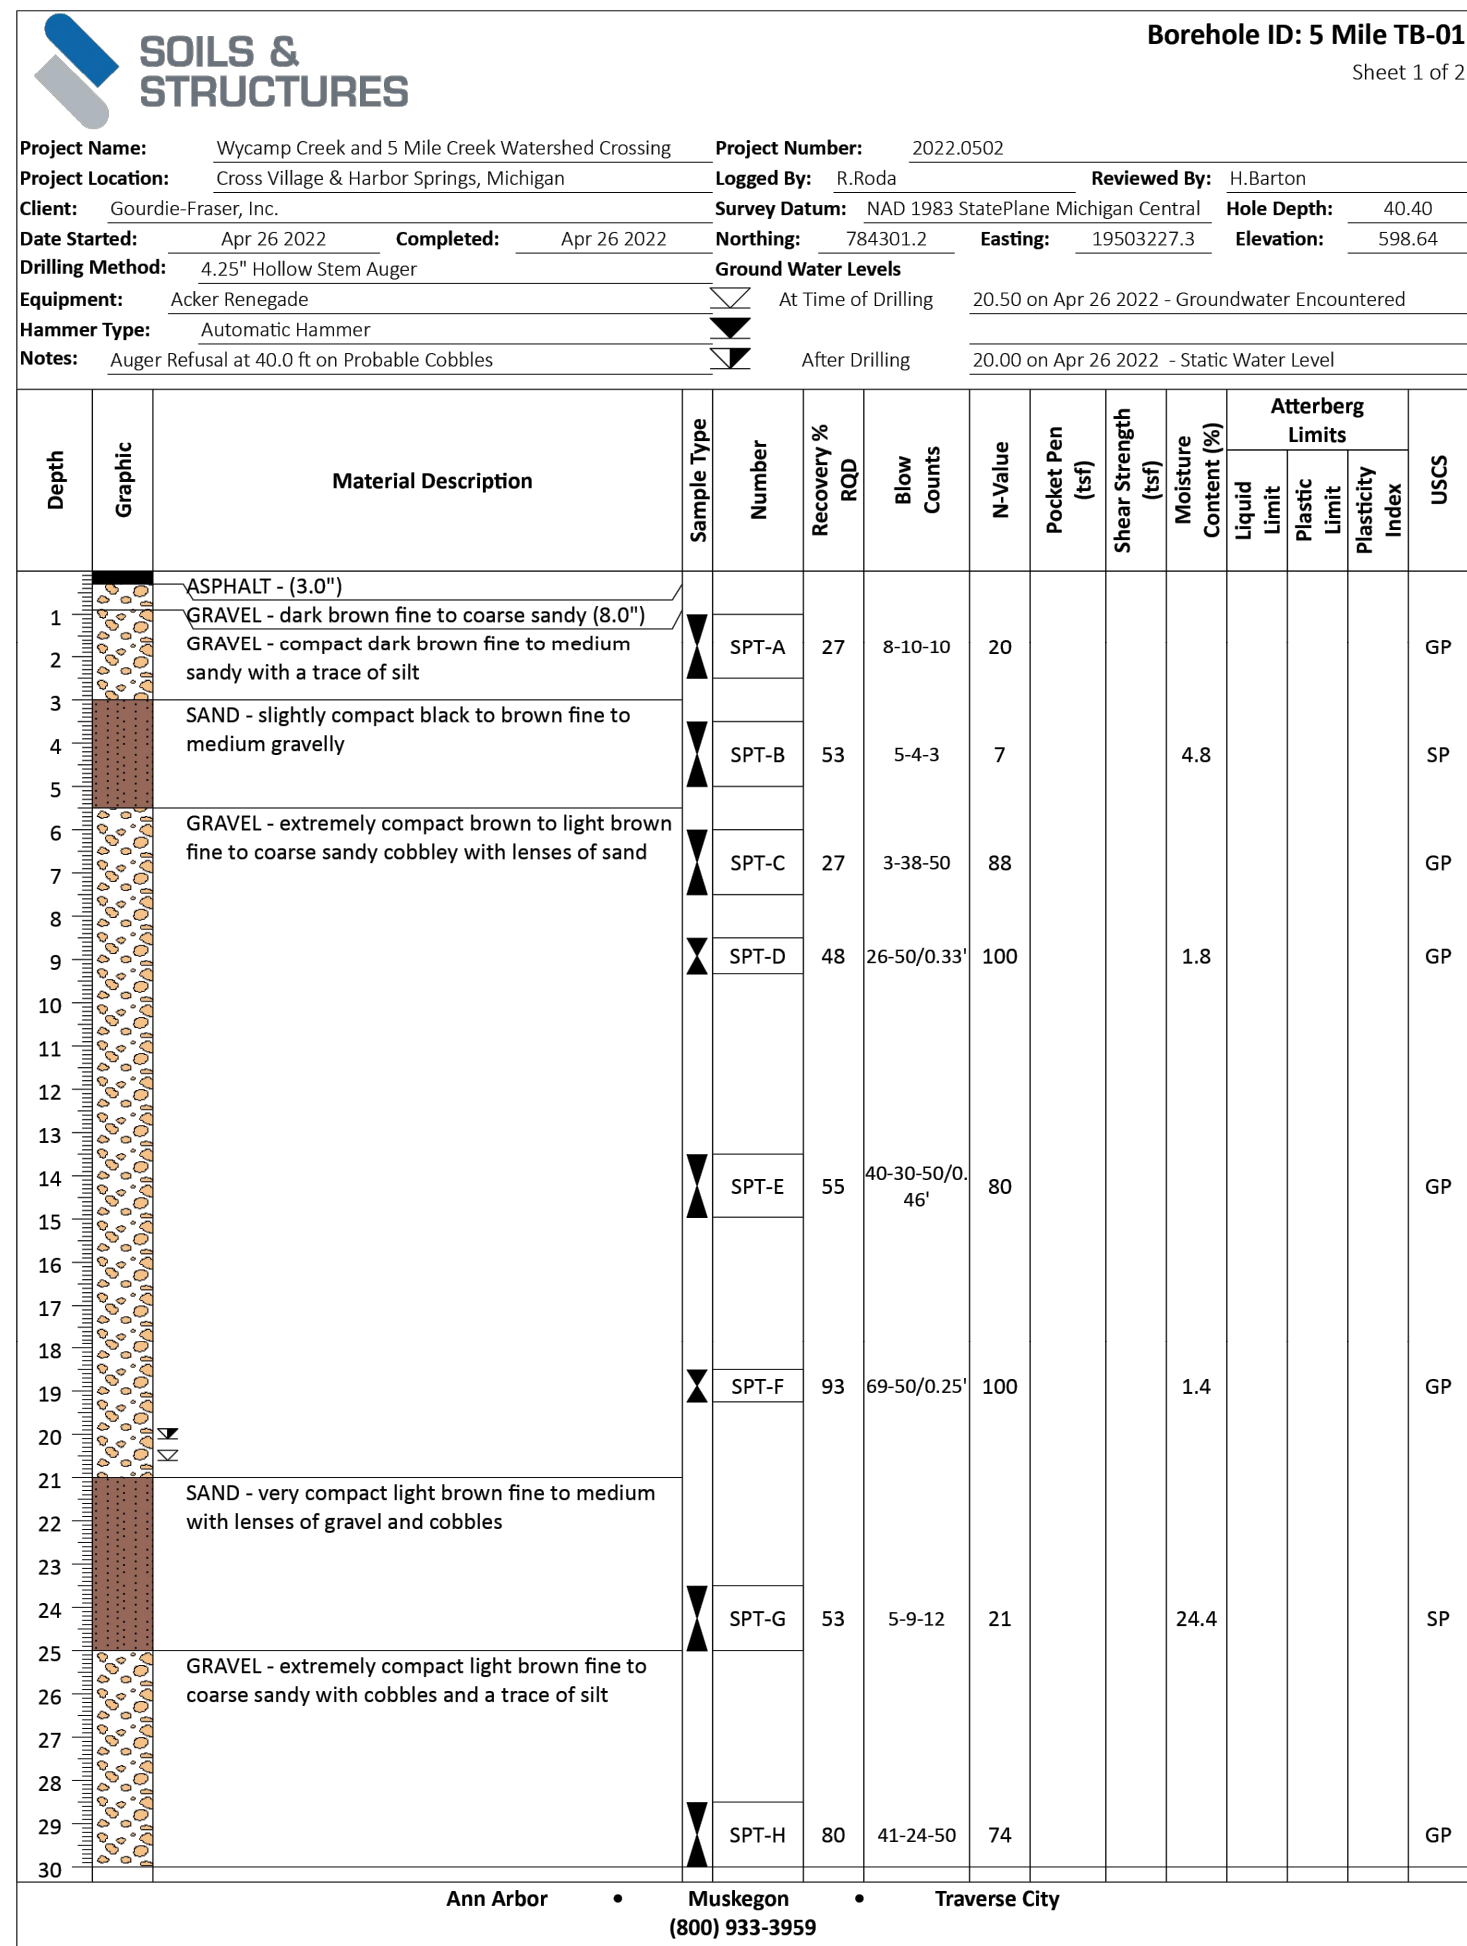 SOILS &
STRUCTURES
Borehole ID: 5 Mile TB-01
Sheet 1 of 2
Project Name: Wycamp Creek and 5 Mile Creek Watershed Crossing Project Number: 2022.0502
Project Location: Cross Village & Harbor Springs, Michigan Logged By: R.Roda Reviewed By: H.Barton
Client: Gourdie-Fraser, Inc. Survey Datum: NAD 1983 StatePlane Michigan Central Hole Depth: 40.40
Date Started: Apr 26 2022 Completed: Apr 26 2022 Northing: 784301.2 Easting: 19503227.3 Elevation: 598.64
Drilling Method: 4.25" Hollow Stem Auger Ground Water Levels
Equipment: Acker Renegade At Time of Drilling 20.50 on Apr 26 2022 - Groundwater Encountered
Hammer Type: Automatic Hammer
Notes: Auger Refusal at 40.0 ft on Probable Cobbles After Drilling 20.00 on Apr 26 2022 - Static Water Level
Depth
Graphic
Material Description
Sample Type
Number
Recovery %
RQD
Blow
Counts
N-Value
Pocket Pen
(tsf)
Shear Strength
(tsf)
Moisture
Content (%)
Atterberg
Limits
Liquid
Limit
Plastic
Limit
Plasticity
Index
USCS
ASPHALT - (3.0")
1 GRAVEL - dark brown fine to coarse sandy (8.0")
GRAVEL - compact dark brown fine to medium
SPT-A 27 8-10-10 20 GP
2 sandy with a trace of silt
3
SAND - slightly compact black to brown fine to
4 medium gravelly
SPT-B 53 5-4-3 7 4.8 SP
5
6 GRAVEL - extremely compact brown to light brown
fine to coarse sandy cobbley with lenses of sand
SPT-C 27 3-38-50 88 GP
7
8
9 SPT-D 48 26-50/0.33' 100 1.8 GP
10
11
12
13
14 SPT-E 55 40-30-50/0. 80 GP
46'
15
16
17
18
19 SPT-F 93 69-50/0.25' 100 1.4 GP
20
21
SAND - very compact light brown fine to medium
22 with lenses of gravel and cobbles
23
24 SPT-G 53 5-9-12 21 24.4 SP
25
GRAVEL - extremely compact light brown fine to
26 coarse sandy with cobbles and a trace of silt
27
28
29 SPT-H 80 41-24-50 74 GP
30
Ann Arbor • Muskegon • Traverse City
(800) 933-3959